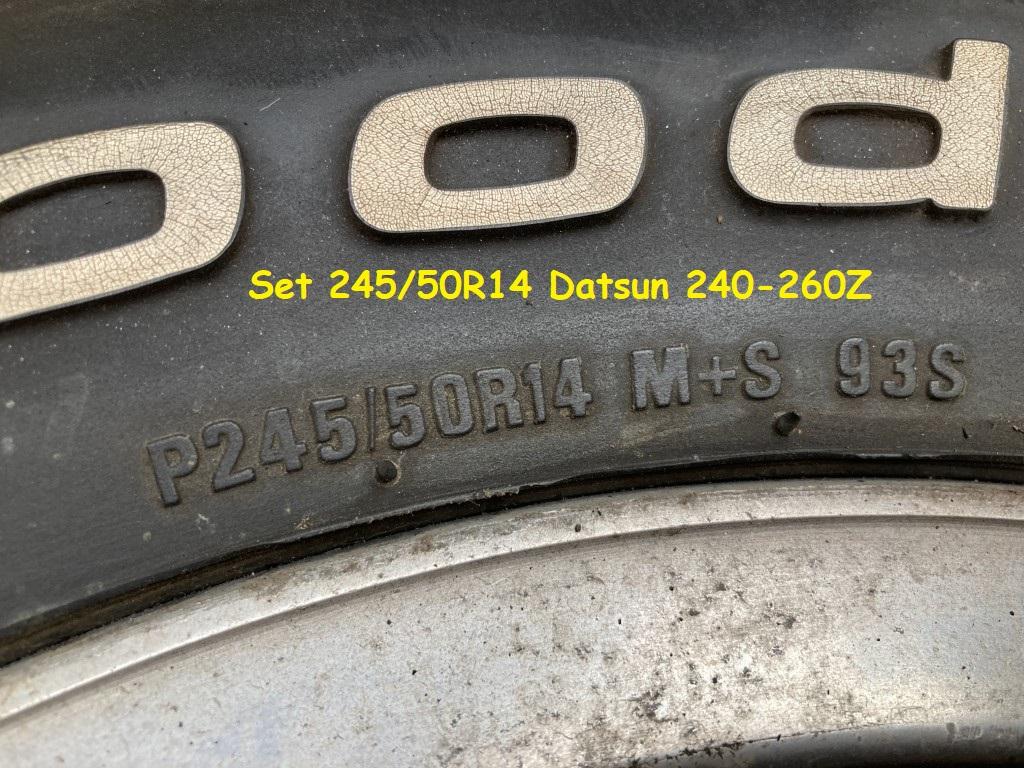 ood
Set 245/50R14 Datsun 240-260Z
P245/50R14 M+S 93S